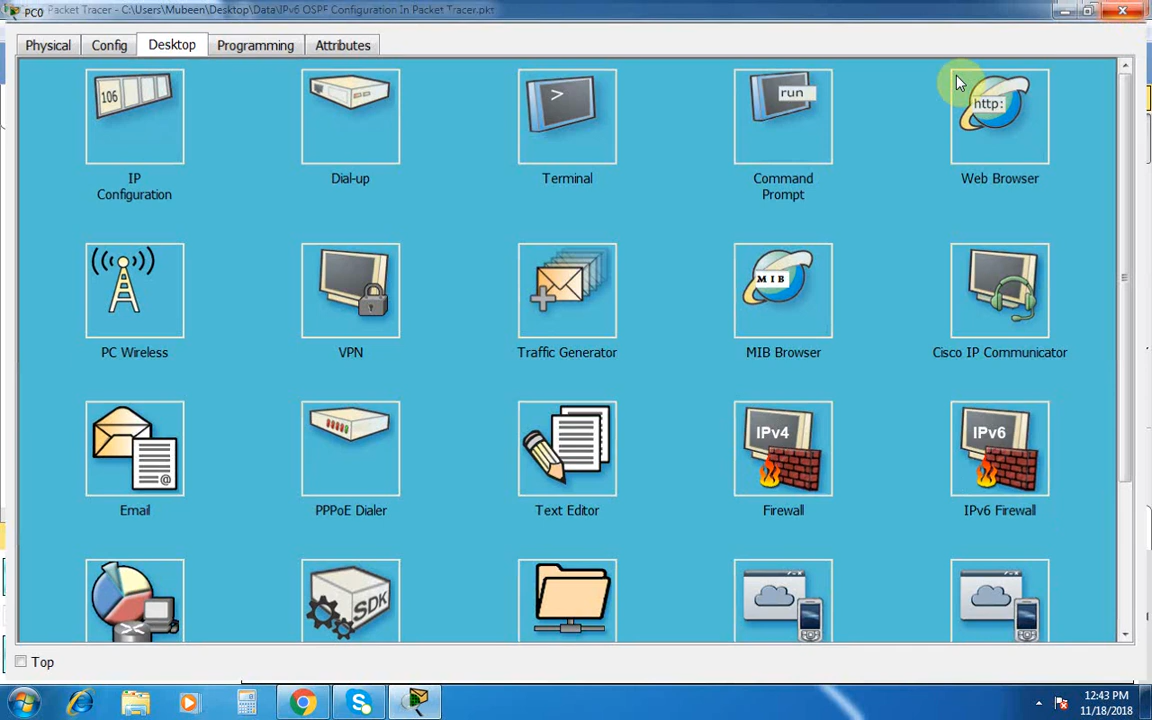 PC0
Packet Tracer - C:\Users\Mubeen\Desktop\Data\IPv6 OSPF Configuration In Packet Tracer.pkt
Physical
Config
Desktop
Programming
Attributes
106
>
run
http:
IP
Configuration
Dial-up
Terminal
Command
Prompt
Web Browser
MIB
PC Wireless
VPN
Traffic Generator
MIB Browser
Cisco IP Communicator
@
IPv4
IPv6
Email
PPPoE Dialer
Text Editor
Firewall
IPv6 Firewall
SDK
Top
12:43 PM
11/18/2018